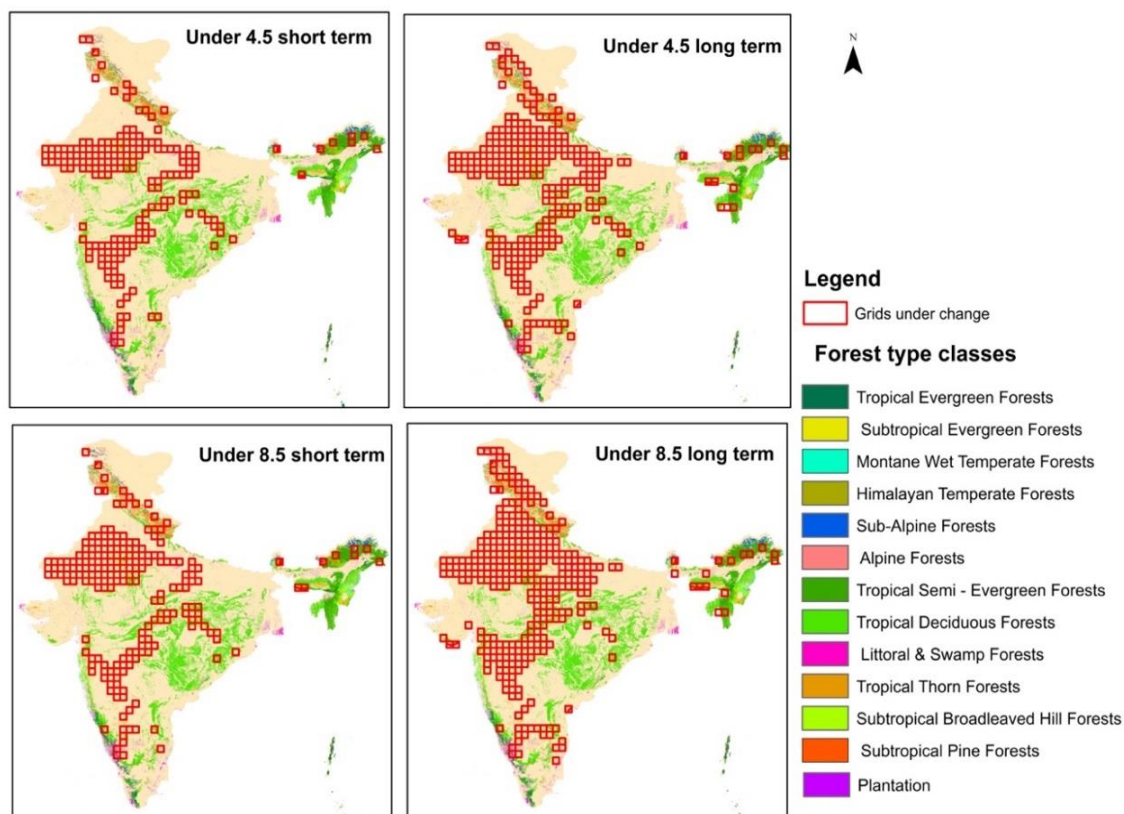 Under 4.5 short term
Under 4.5 long term
N
Under 8.5 short term
Under 8.5 long term
Legend
Grids under change
Forest type classes
Tropical Evergreen Forests
Subtropical Evergreen Forests
Montane Wet Temperate Forests
Himalayan Temperate Forests
Sub-Alpine Forests
Alpine Forests
Tropical Semi - Evergreen Forests
Tropical Deciduous Forests
Littoral & Swamp Forests
Tropical Thorn Forests
Subtropical Broadleaved Hill Forests
Subtropical Pine Forests
Plantation